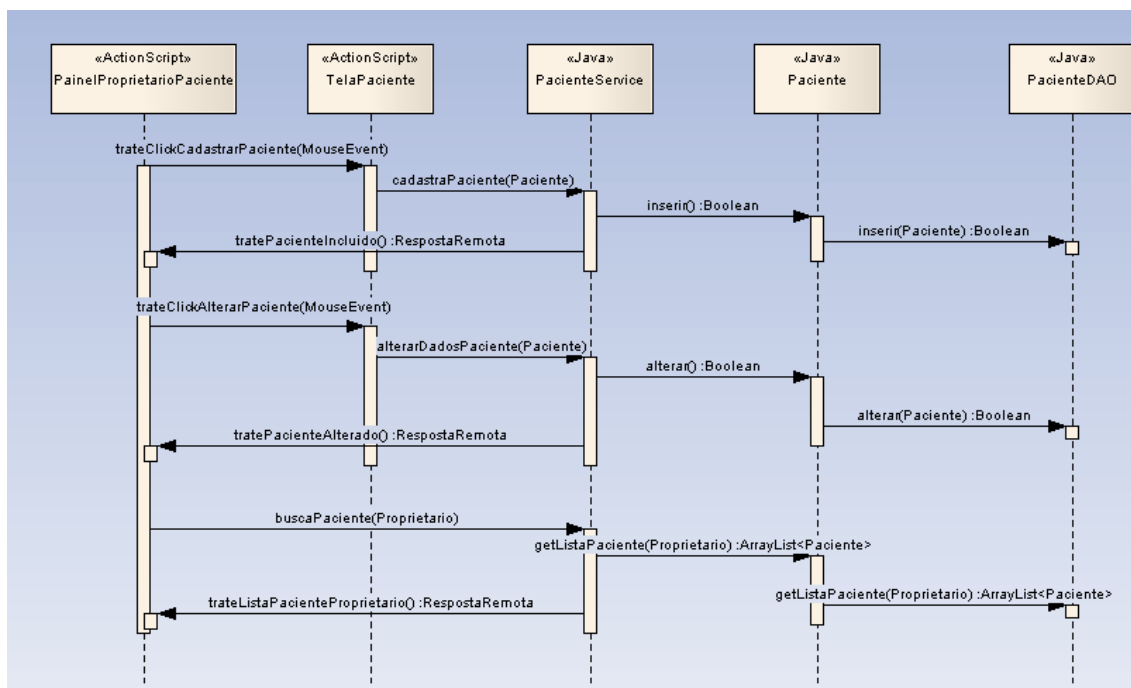 «ActionScript»
PainelProprietarioPaciente
«ActionScript»
TelaPaciente
«Java»
PacienteService
«Java»
Paciente
«Java»
PacienteDAO
trateClickCadastrarPaciente(MouseEvent)
cadastraPaciente(Paciente)
inserir() :Boolean
inserir(Paciente) :Boolean
tratePacienteIncluido() :RespostaRemota
trateClickAlterarPaciente(MouseEvent)
alterarDadosPaciente(Paciente)
alterar() :Boolean
alterar(Paciente) :Boolean
tratePacienteAlterado() :RespostaRemota
buscaPaciente(Proprietario)
getListaPaciente(Proprietario) :ArrayList<Paciente>
getListaPaciente(Proprietario) :ArrayList<Paciente>
trateListaPacienteProprietario() :RespostaRemota